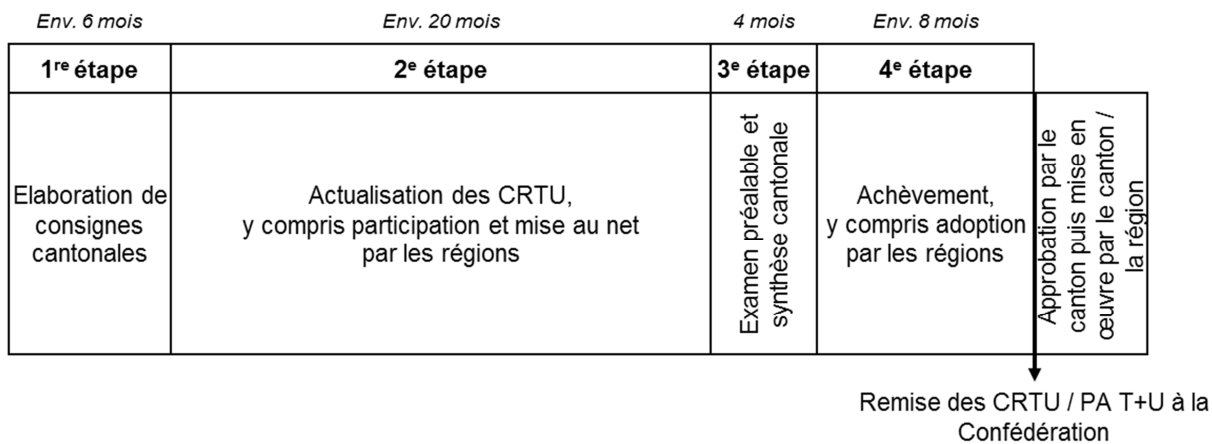 Env. 6 mois
Env. 20 mois
4 mois
Env. 8 mois
1re étape
2e étape
3e étape
4e étape
Elaboration de
consignes
cantonales
Actualisation des CRTU,
y compris participation et mise au net
par les régions
Examen préalable et
synthèse cantonale
Achèvement,
y compris adoption
par les régions
Approbation par le
canton puis mise en
œuvre par le canton /
la région
Remise des CRTU / PA T+U à la
Confédération